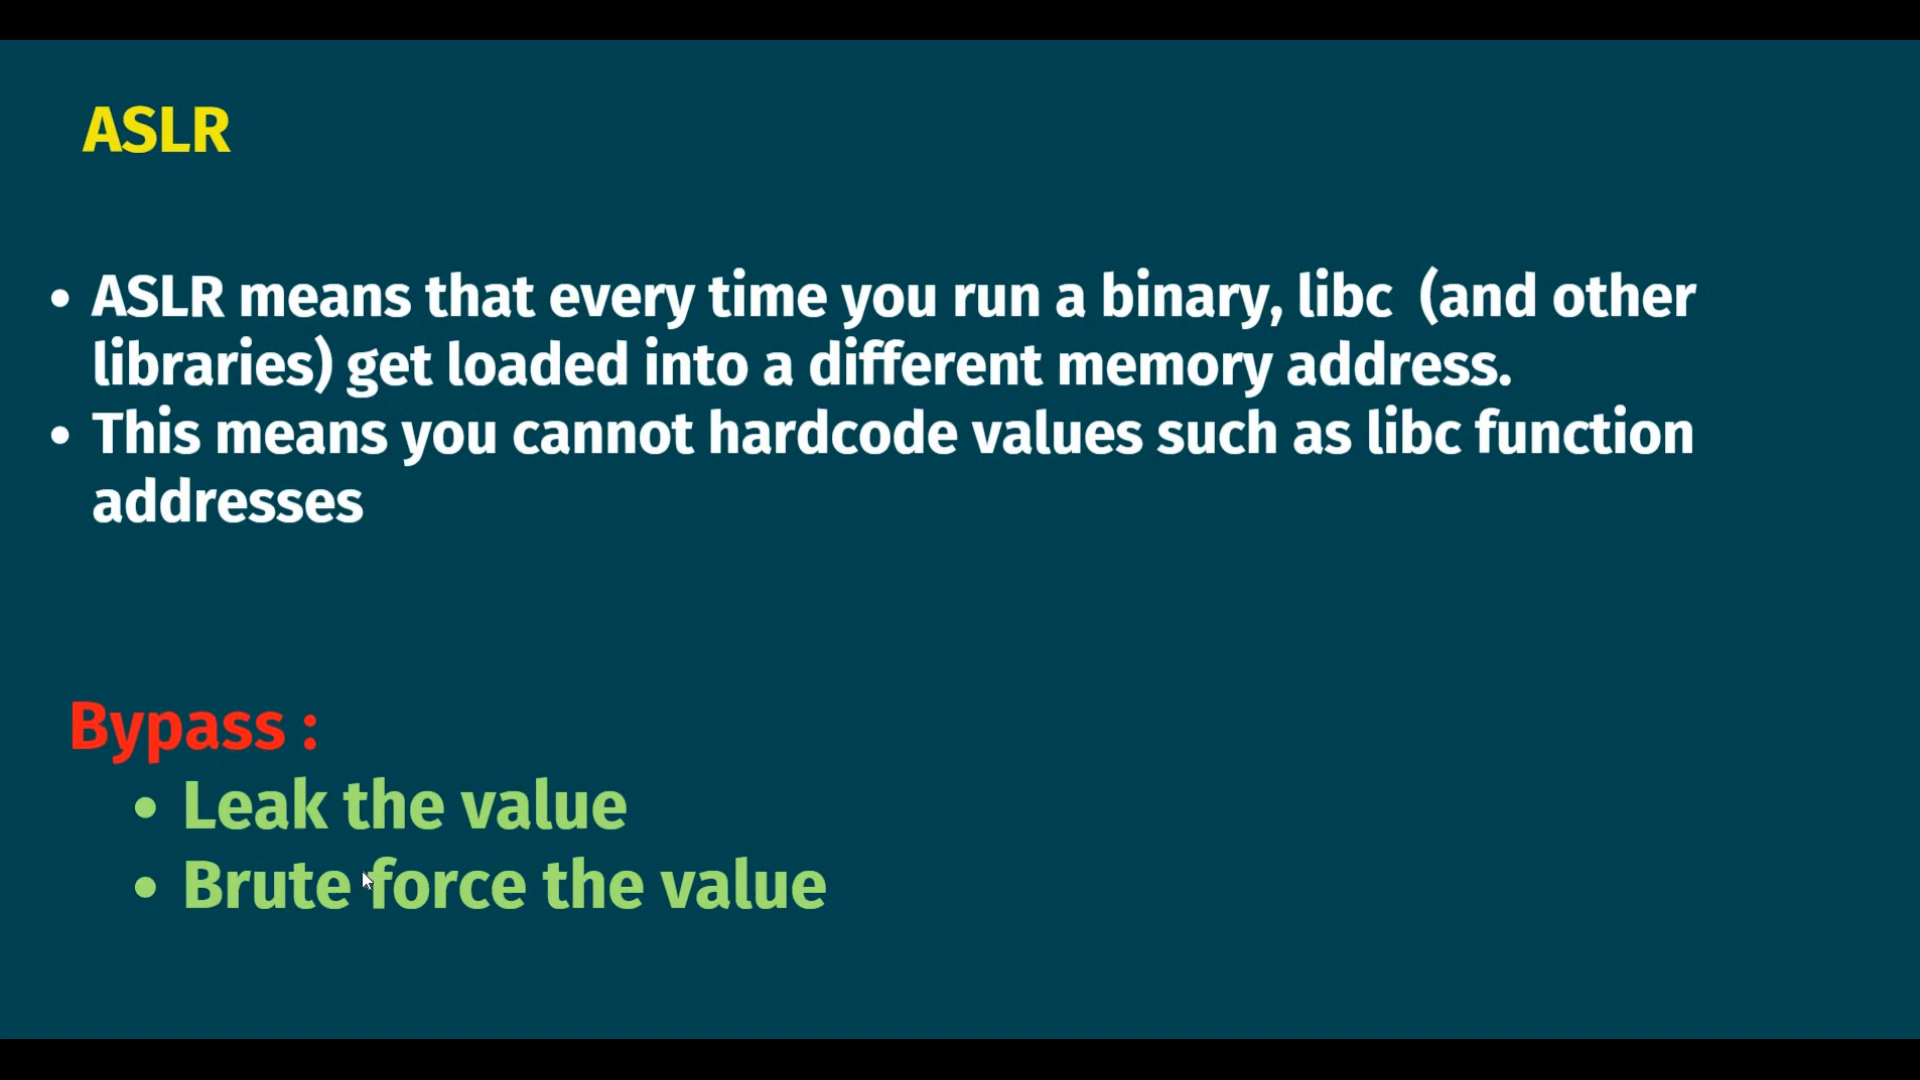 ASLR
• ASLR means that every time you run a binary, libc (and other
libraries) get loaded into a different memory address.
• This means you cannot hardcode values such as libc function
addresses
Bypass :
• Leak the value
• Brute force the value